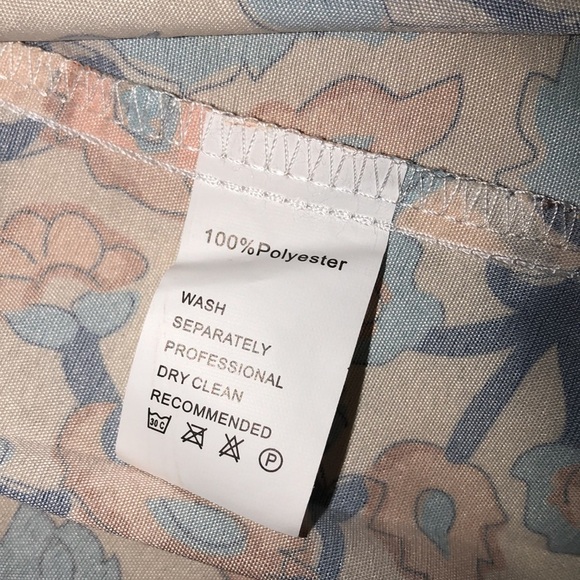 100%Polyester
WASH
SEPARATELY
PROFESSIONAL
DRY CLEAN
RECOMMENDED
30 C
P